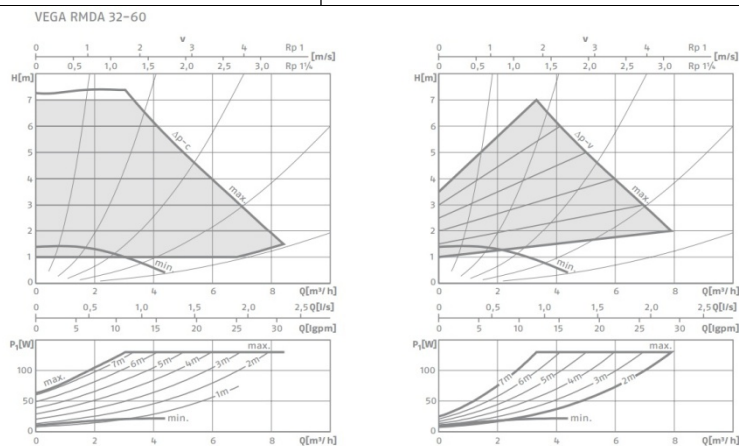 VEGA RMDA 32-60
v
0 1 2 3 4 Rp 1
[m/s]
0 0,5 1,0 1,5 2,0 2,5 3,0 Rp 1¼
H[m]
7
6
5
4
3
2
1
0
Δp-c
max.
min.
0 2 4 6 8 Q[m³/h]
0 0,5 1,0 1,5 2,0 2,5 Q[l/s]
0 5 10 15 20 25 30 Q[Igpm]
P₁[W]
100
50
0
max.
max.
7m 6m 5m 4m 3m 2m 1m
min.
0 2 4 6 8 Q[m³/h]
v
0 1 2 3 4 Rp 1
[m/s]
0 0,5 1,0 1,5 2,0 2,5 3,0 Rp 1¼
H[m]
7
6
5
4
3
2
1
0
Δp-v
max.
min.
0 2 4 6 8 Q[m³/h]
0 0,5 1,0 1,5 2,0 2,5 Q[l/s]
0 5 10 15 20 25 30 Q[Igpm]
P₁[W]
100
50
0
max.
7m 6m 5m 4m 3m 2m
min.
0 2 4 6 8 Q[m³/h]